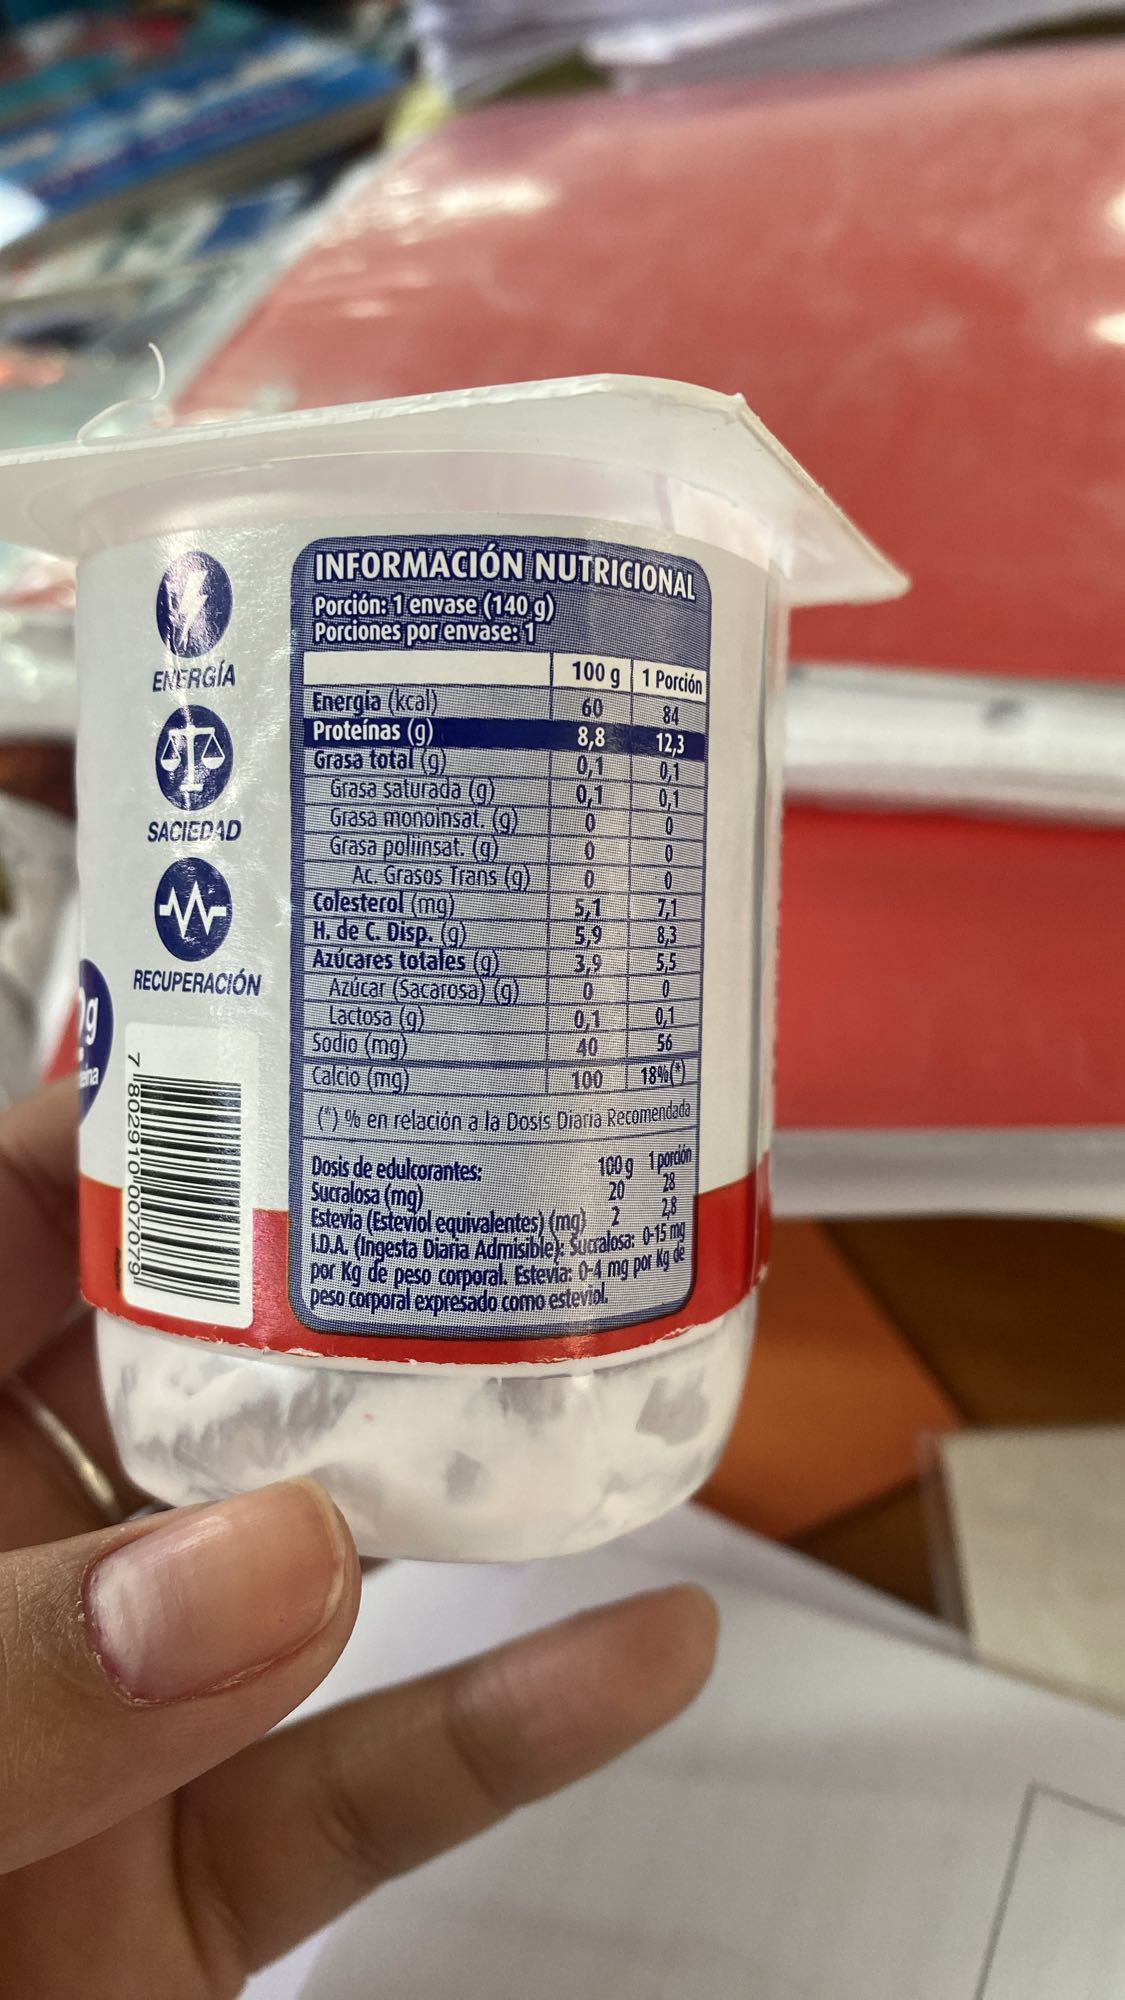 ENERGÍA
SACIEDAD
RECUPERACIÓN
g
7 802910 007079
INFORMACIÓN NUTRICIONAL
Porción: 1 envase (140 g)
Porciones por envase: 1
100 g 1 Porción
Energía (kcal) 60 84
Proteínas (g) 8,8 12,3
Grasa total (g) 0,1 0,1
Grasa saturada (g) 0,1 0,1
Grasa monoinsat. (g) 0 0
Grasa poliinsat. (g) 0 0
Ac. Grasos Trans (g) 0 0
Colesterol (mg) 5,1 7,1
H. de C. Disp. (g) 5,9 8,3
Azúcares totales (g) 3,9 5,5
Azúcar (Sacarosa) (g) 0 0
Lactosa (g) 0,1 0,1
Sodio (mg) 40 56
Calcio (mg) 100 18%(*)
(*) % en relación a la Dosis Diaria Recomendada
Dosis de edulcorantes: 100 g 1 porción
Sucralosa (mg) 20 28
Estevia (Esteviol equivalentes) (mg) 2 2,8
I.D.A. (Ingesta Diaria Admisible): Sucralosa: 0-15 mg
por Kg de peso corporal. Estevia: 0-4 mg por Kg de
peso corporal expresado como esteviol.